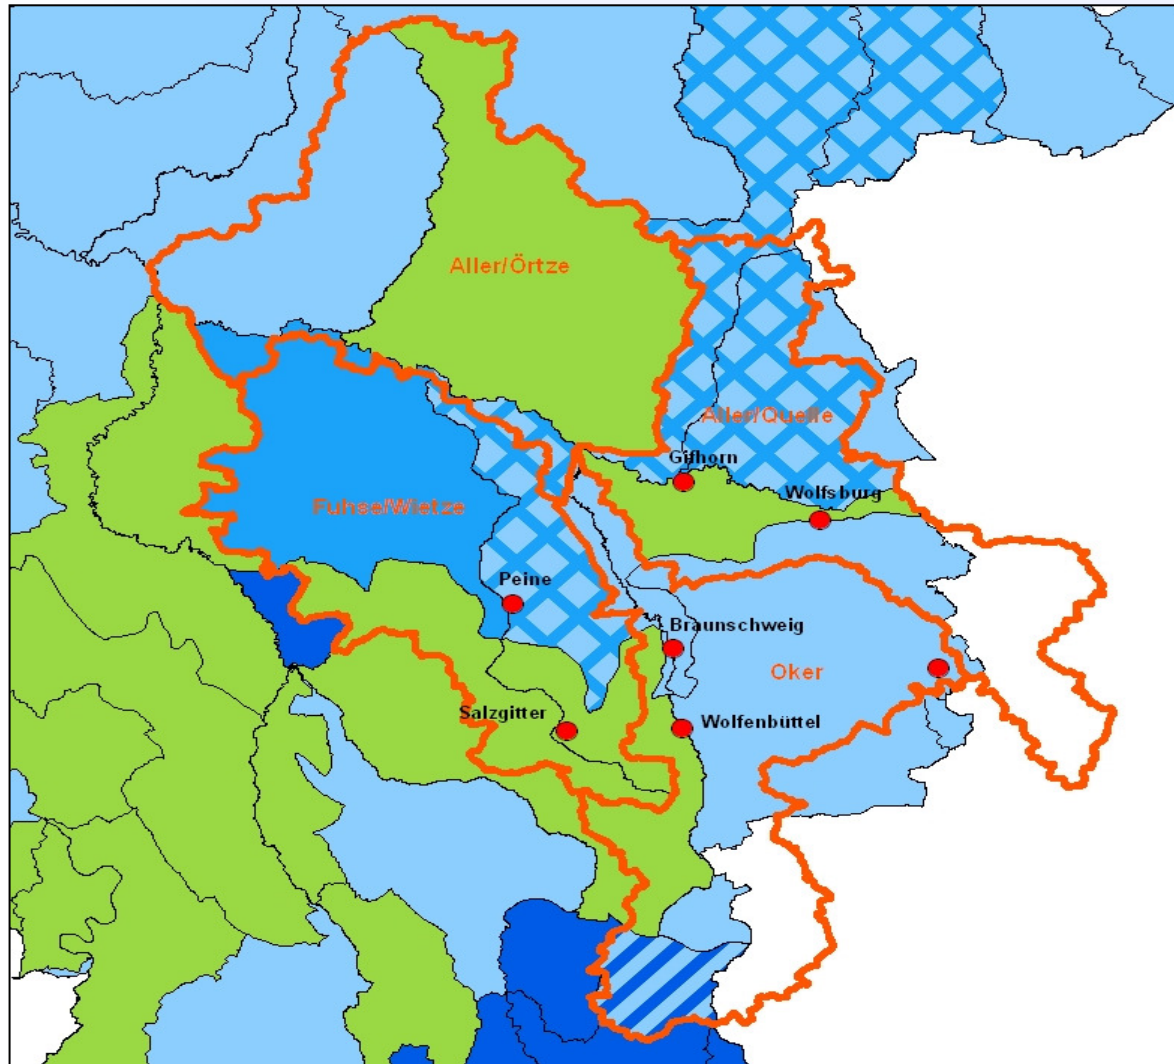 Aller/Örtze
Aller/Quelle
Gifhorn
Wolfsburg
Fuhse/Wietze
Peine
Braunschweig
Oker
Salzgitter
Wolfenbüttel